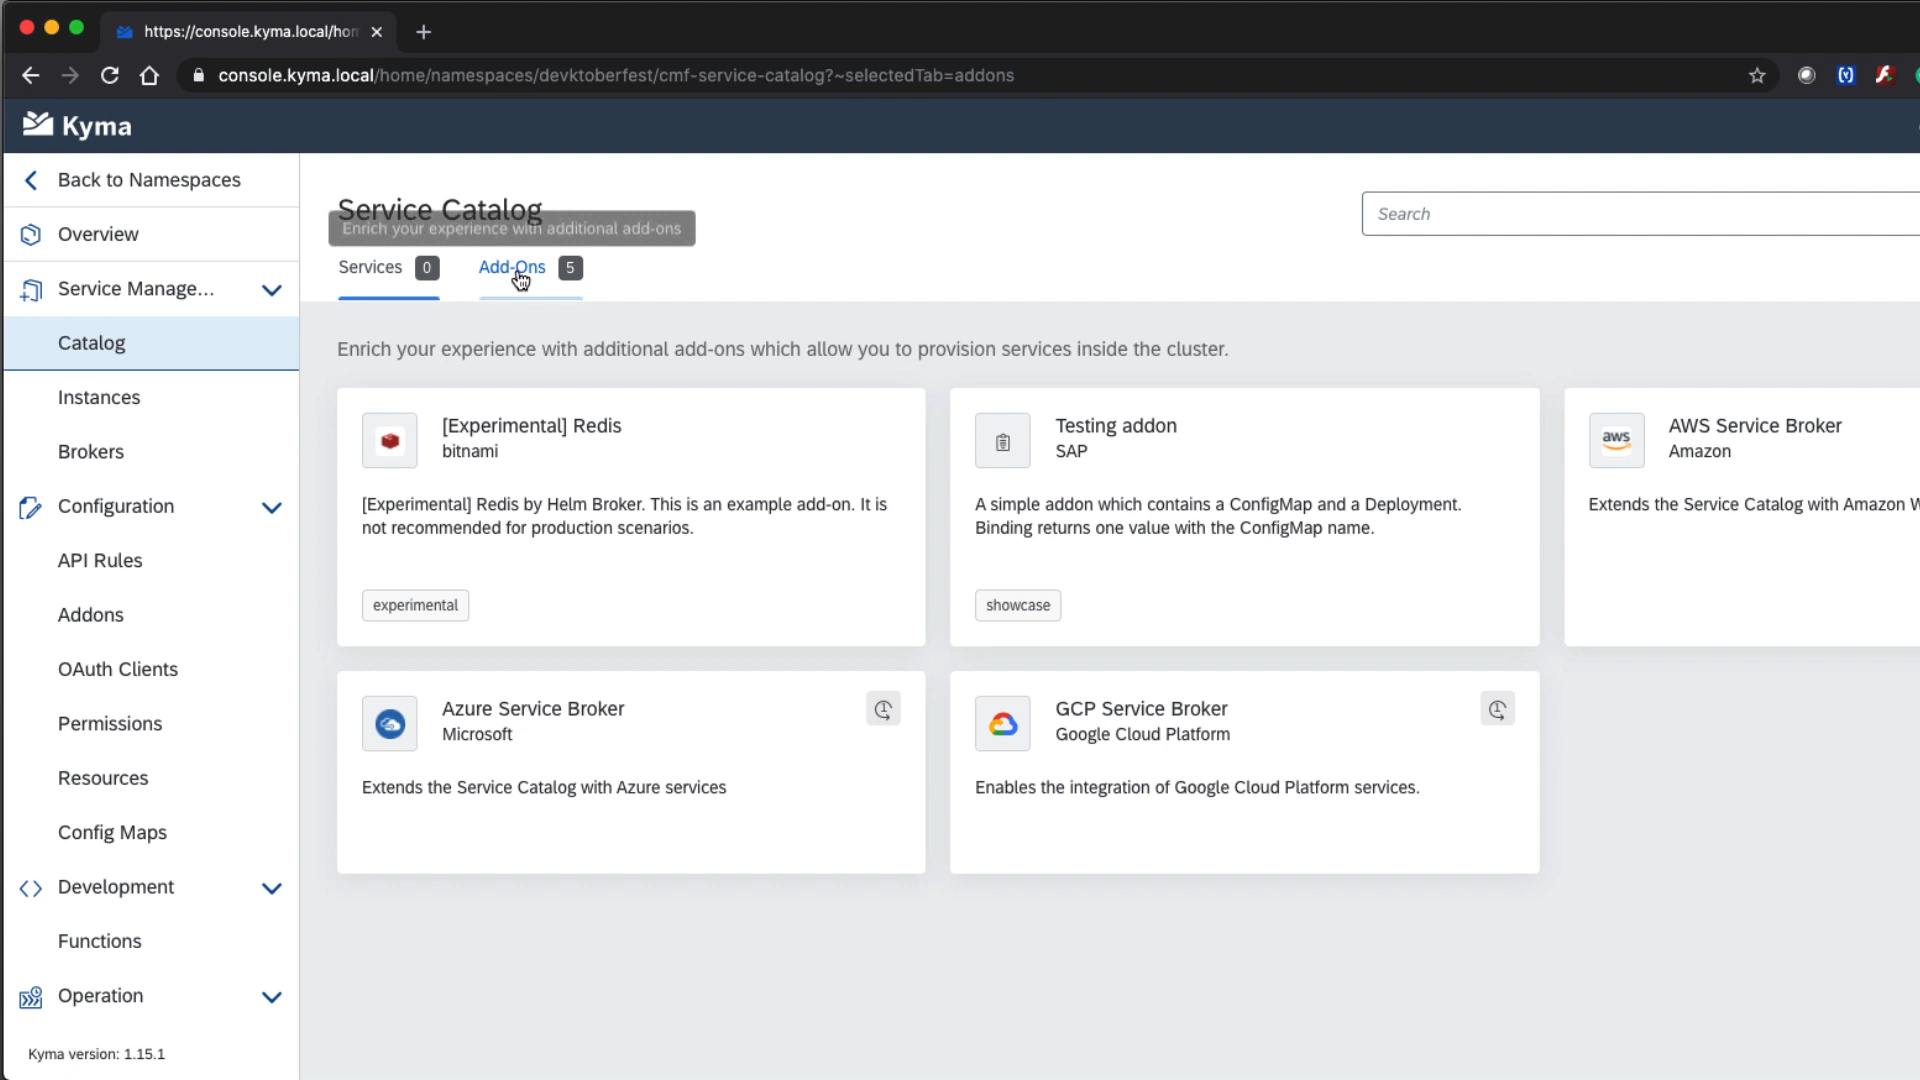 https://console.kyma.local/hom
console.kyma.local/home/namespaces/devktoberfest/cmf-service-catalog?~selectedTab=addons
Kyma
Back to Namespaces
Overview
Service Manage...
Catalog
Instances
Brokers
Configuration
API Rules
Addons
OAuth Clients
Permissions
Resources
Config Maps
Development
Functions
Operation
Kyma version: 1.15.1
Service Catalog
Enrich your experience with additional add-ons
Search
Services 0
Add-Ons 5
Enrich your experience with additional add-ons which allow you to provision services inside the cluster.
[Experimental] Redis
bitnami
[Experimental] Redis by Helm Broker. This is an example add-on. It is
not recommended for production scenarios.
experimental
Testing addon
SAP
A simple addon which contains a ConfigMap and a Deployment.
Binding returns one value with the ConfigMap name.
showcase
aws
AWS Service Broker
Amazon
Extends the Service Catalog with Amazon W
Azure Service Broker
Microsoft
Extends the Service Catalog with Azure services
GCP Service Broker
Google Cloud Platform
Enables the integration of Google Cloud Platform services.